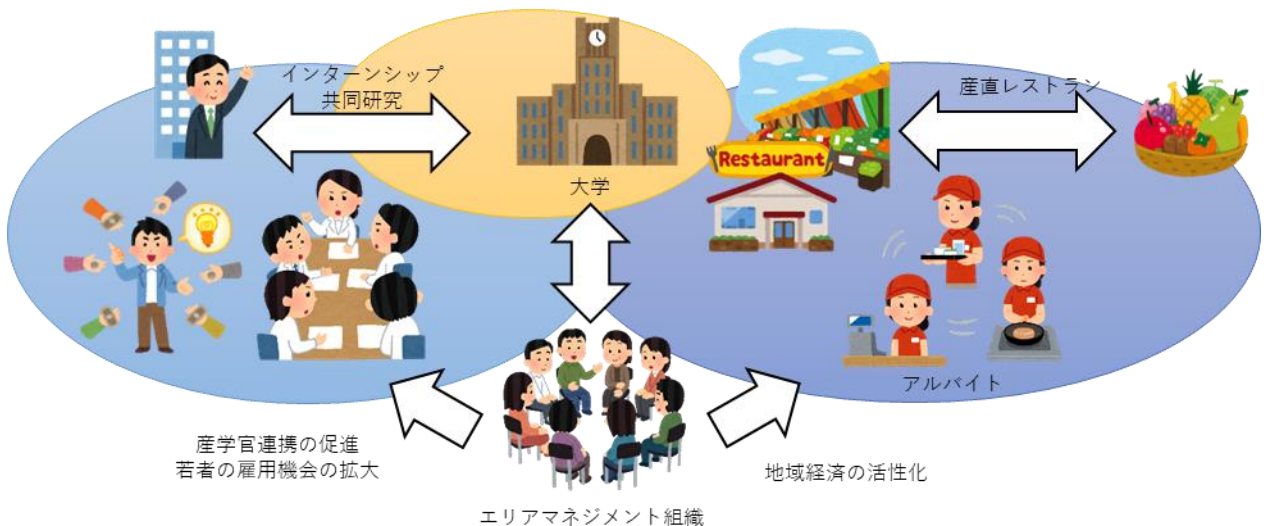 インターンシップ
共同研究
大学
産直レストラン
Restaurant
アルバイト
産学官連携の促進
若者の雇用機会の拡大
地域経済の活性化
エリアマネジメント組織